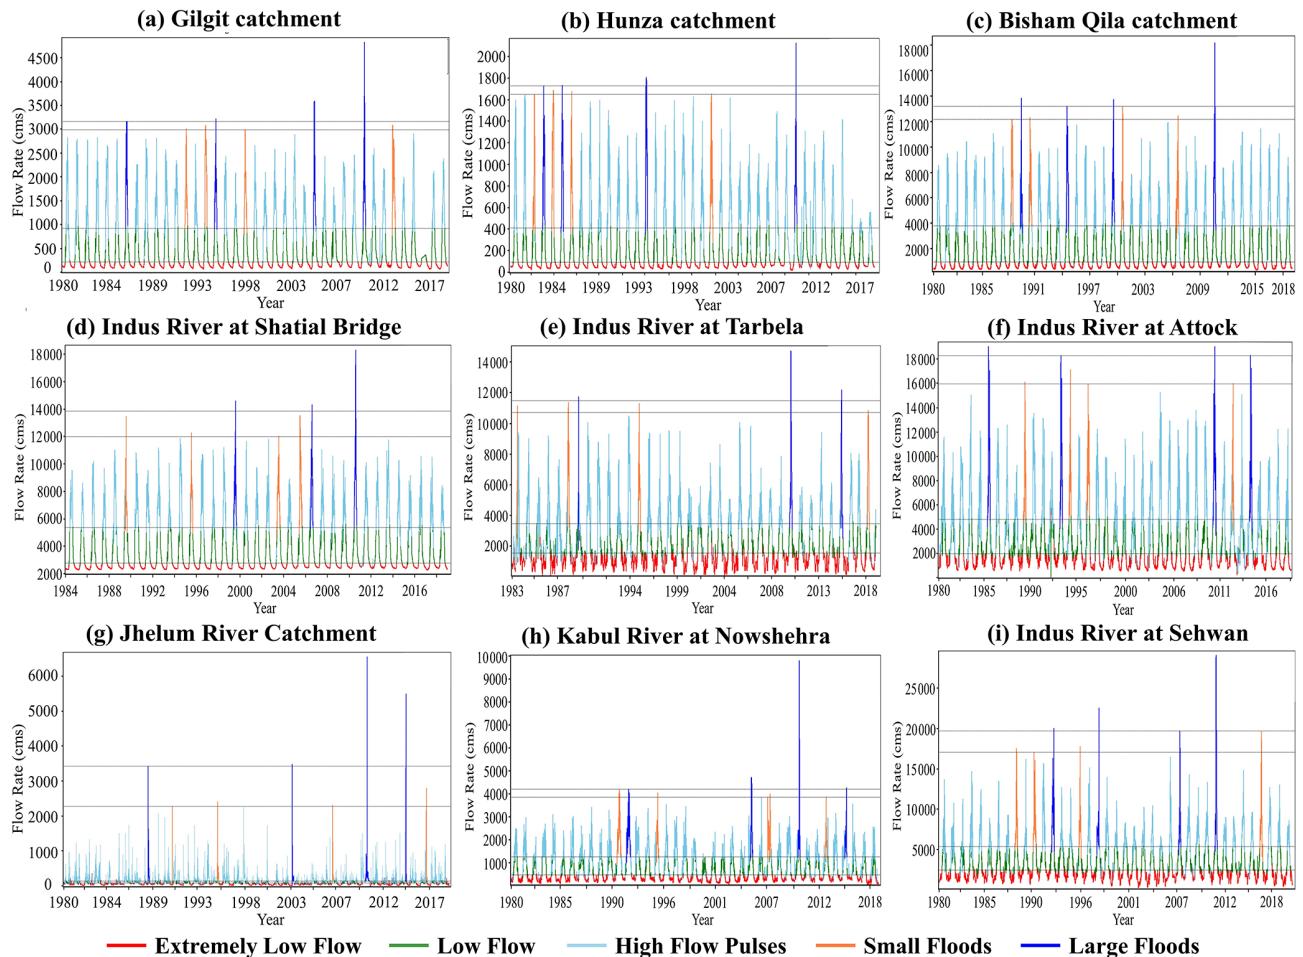 (a) Gilgit catchment
(b) Hunza catchment
(c) Bisham Qila catchment
Flow Rate (cms)
4500
4000
3500
3000
2500
2000
1500
1000
500
0
1980 1984 1989 1993 1998 2003 2007 2012 2017
Year
Flow Rate (cms)
2000
1800
1600
1400
1200
1000
800
600
400
200
0
1980 1984 1989 1994 1998 2003 2007 2012 2017
Year
Flow Rate (cms)
18000
16000
14000
12000
10000
8000
6000
4000
2000
1980 1985 1991 1997 2003 2009 2015 2018
Year
(d) Indus River at Shatial Bridge
(e) Indus River at Tarbela
(f) Indus River at Attock
Flow Rate (cms)
18000
16000
14000
12000
10000
8000
6000
4000
2000
1984 1988 1992 1996 2000 2004 2008 2012 2016
Year
Flow Rate (cms)
14000
12000
10000
8000
6000
4000
2000
1983 1987 1994 1999 2004 2008 2013 2018
Year
Flow Rate (cms)
18000
16000
14000
12000
10000
8000
6000
4000
2000
1980 1985 1990 1995 2000 2006 2011 2016
Year
(g) Jhelum River Catchment
(h) Kabul River at Nowshehra
(i) Indus River at Sehwan
Flow Rate (cms)
6000
5000
4000
3000
2000
1000
0
1980 1984 1989 1993 1998 2003 2007 2012 2017
Year
Flow Rate (cms)
10000
9000
8000
7000
6000
5000
4000
3000
2000
1000
1980 1985 1991 1996 2001 2007 2012 2017
Year
Flow Rate (cms)
25000
20000
15000
10000
5000
1980 1986 1992 1996 2001 2007 2012 2018
Year
Extremely Low Flow
Low Flow
High Flow Pulses
Small Floods
Large Floods